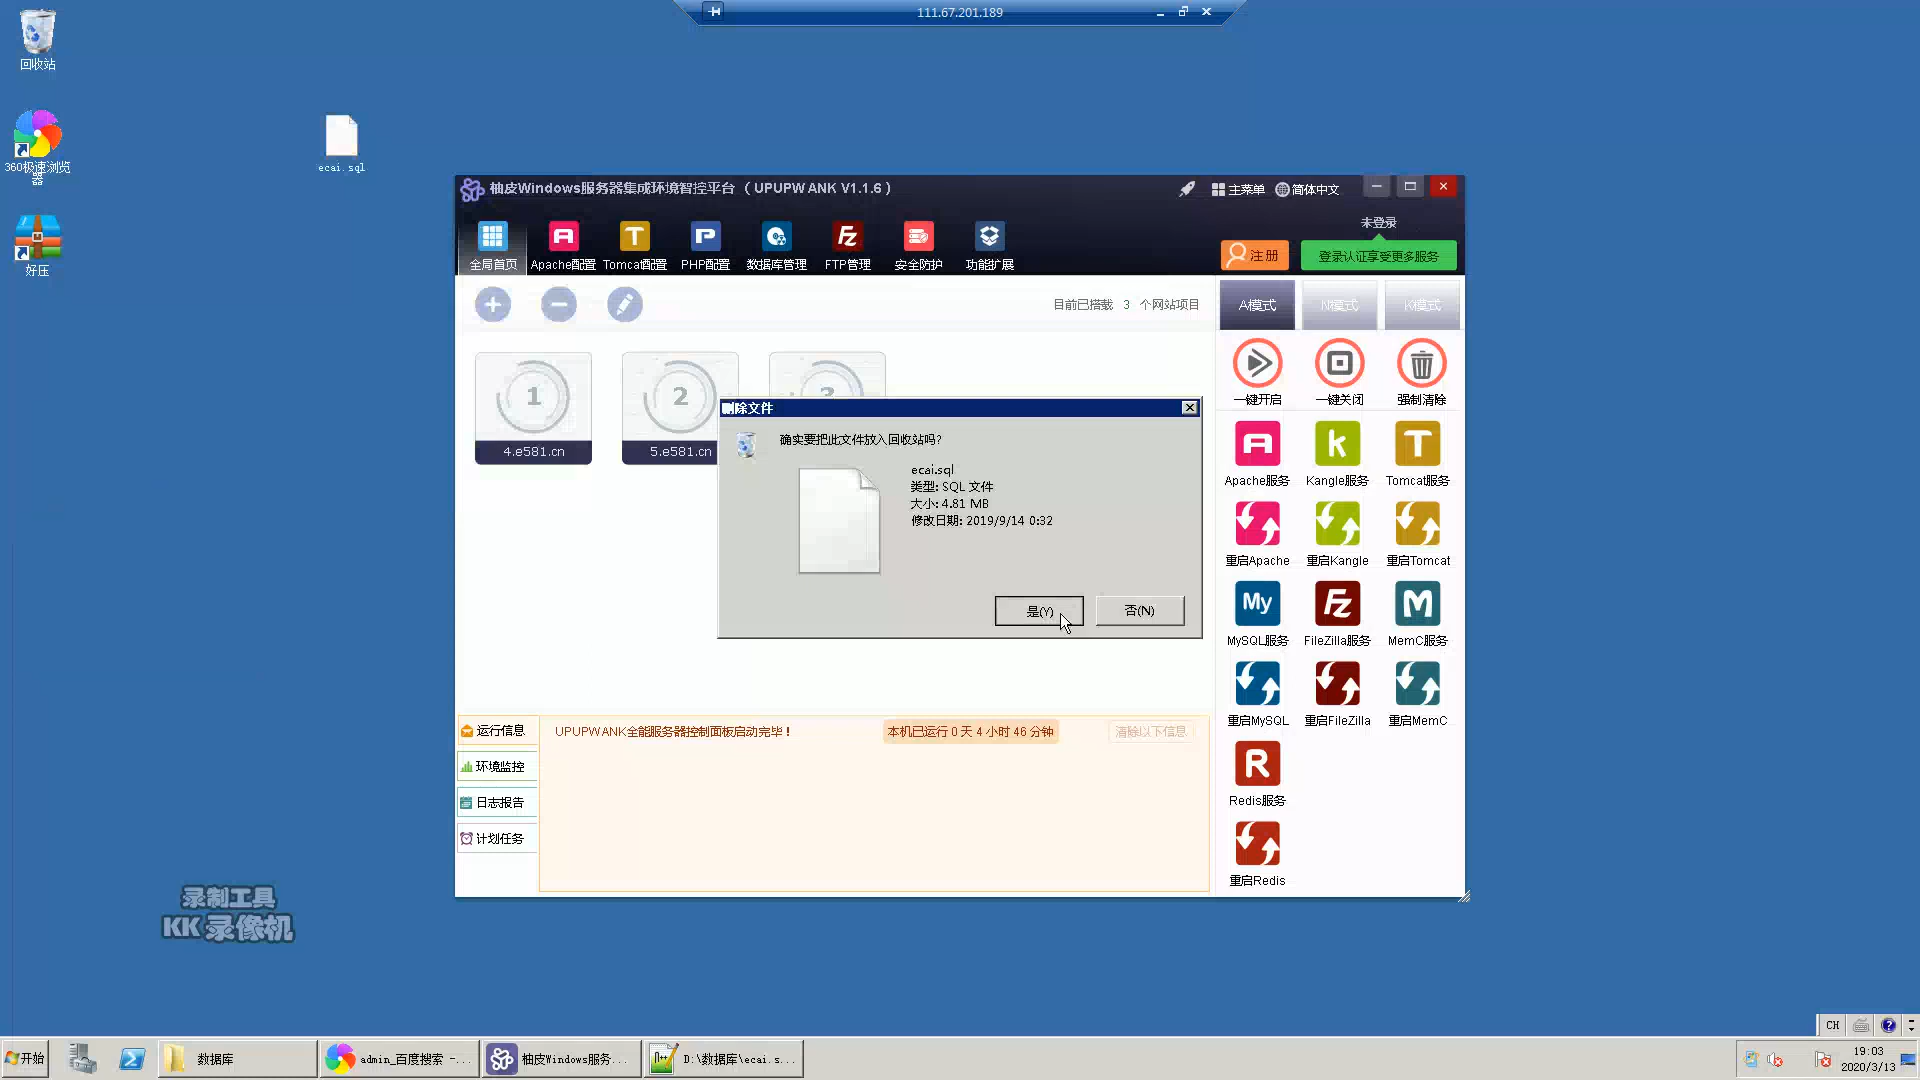 111.67.201.189
回收站
360极速浏览
器
好压
ecai.sql
柚皮Windows服务器集成环境智控平台 （UPUPW ANK V1.1.6）
主菜单
简体中文
未登录
全局首页
Apache配置
Tomcat配置
PHP配置
数据库管理
FTP管理
安全防护
功能扩展
注册
登录认证享受更多服务
目前已搭载 3 个网站项目
A模式
N模式
K模式
1
2
3
4.e581.cn
5.e581.cn
一键开启
一键关闭
强制清除
删除文件
确实要把此文件放入回收站吗?
ecai.sql
类型: SQL 文件
大小: 4.81 MB
修改日期: 2019/9/14 0:32
是(Y)
否(N)
Apache服务
Kangle服务
Tomcat服务
重启Apache
重启Kangle
重启Tomcat
My
MySQL服务
FileZilla服务
MemC服务
重启MySQL
重启FileZilla
重启MemC
Redis服务
重启Redis
运行信息
环境监控
日志报告
计划任务
UPUPWANK全能服务器控制面板启动完毕！
本机已运行 0 天 4 小时 46 分钟
清除以下信息
录制工具
KK 录像机
CH
开始
数据库
admin_百度搜索 -...
柚皮Windows服务...
D:\数据库\ecai.s...
19:03
2020/3/13